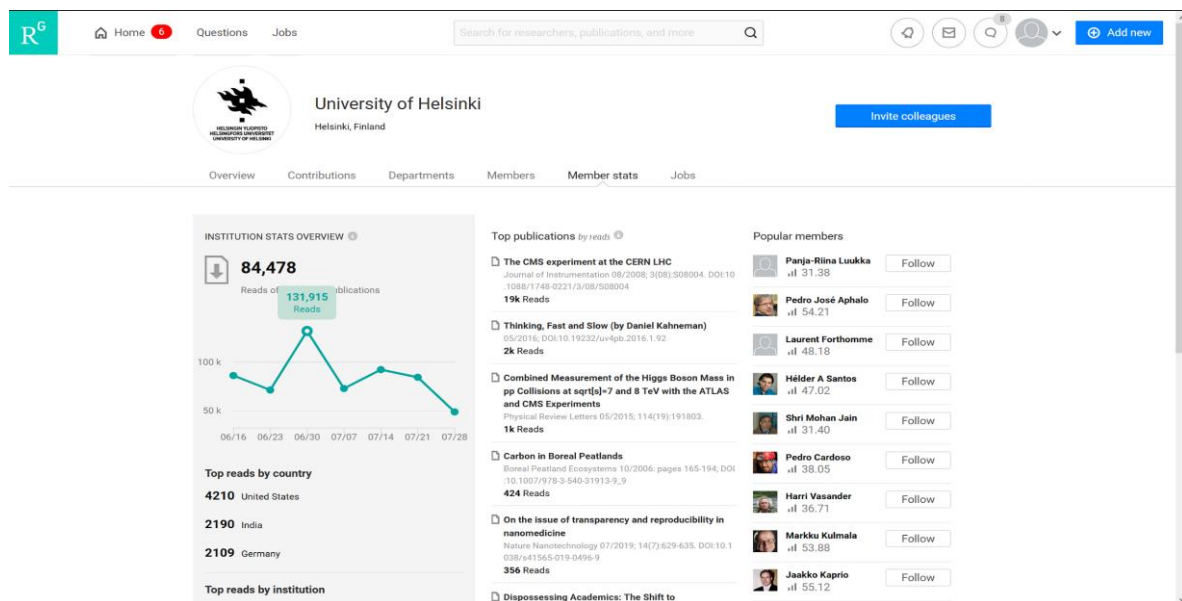 RG
Home 6 Questions Jobs
Search for researchers, publications, and more
8
Add new
HELSINGIN YLIOPISTO
HELSINGFORS UNIVERSITET
UNIVERSITY OF HELSINKI
University of Helsinki
Helsinki, Finland
Invite colleagues
Overview Contributions Departments Members Member stats Jobs
INSTITUTION STATS OVERVIEW
84,478
Reads of blications
131,915
Reads
100 k
50 k
06/16 06/23 06/30 07/07 07/14 07/21 07/28
Top reads by country
4210 United States
2190 India
2109 Germany
Top reads by institution
Top publications by reads
The CMS experiment at the CERN LHC
Journal of Instrumentation 08/2008; 3(08):S08004. DOI:10
.1088/1748-0221/3/08/S08004
19k Reads
Thinking, Fast and Slow (by Daniel Kahneman)
05/2016; DOI:10.19232/uv4pb.2016.1.92
2k Reads
Combined Measurement of the Higgs Boson Mass in
pp Collisions at sqrt[s]=7 and 8 TeV with the ATLAS
and CMS Experiments
Physical Review Letters 05/2015; 114(19):191803.
1k Reads
Carbon in Boreal Peatlands
Boreal Peatland Ecosystems 10/2006: pages 165-194; DOI
:10.1007/978-3-540-31913-9_9
424 Reads
On the issue of transparency and reproducibility in
nanomedicine
Nature Nanotechnology 07/2019; 14(7):629-635. DOI:10.1
038/s41565-019-0496-9
356 Reads
Dispossessing Academics: The Shift to
Popular members
Panja-Riina Luukka
31.38
Follow
Pedro José Aphalo
54.21
Follow
Laurent Forthomme
48.18
Follow
Hélder A Santos
47.02
Follow
Shri Mohan Jain
31.40
Follow
Pedro Cardoso
38.05
Follow
Harri Vasander
36.71
Follow
Markku Kulmala
53.88
Follow
Jaakko Kaprio
55.12
Follow